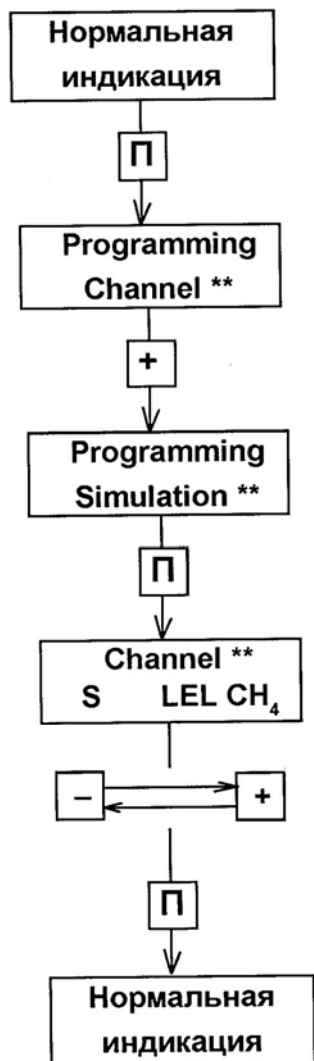 Нормальная
индикация
П
Programming
Channel **
+
Programming
Simulation **
П
Channel **
S LEL CH₄
– +
П
Нормальная
индикация